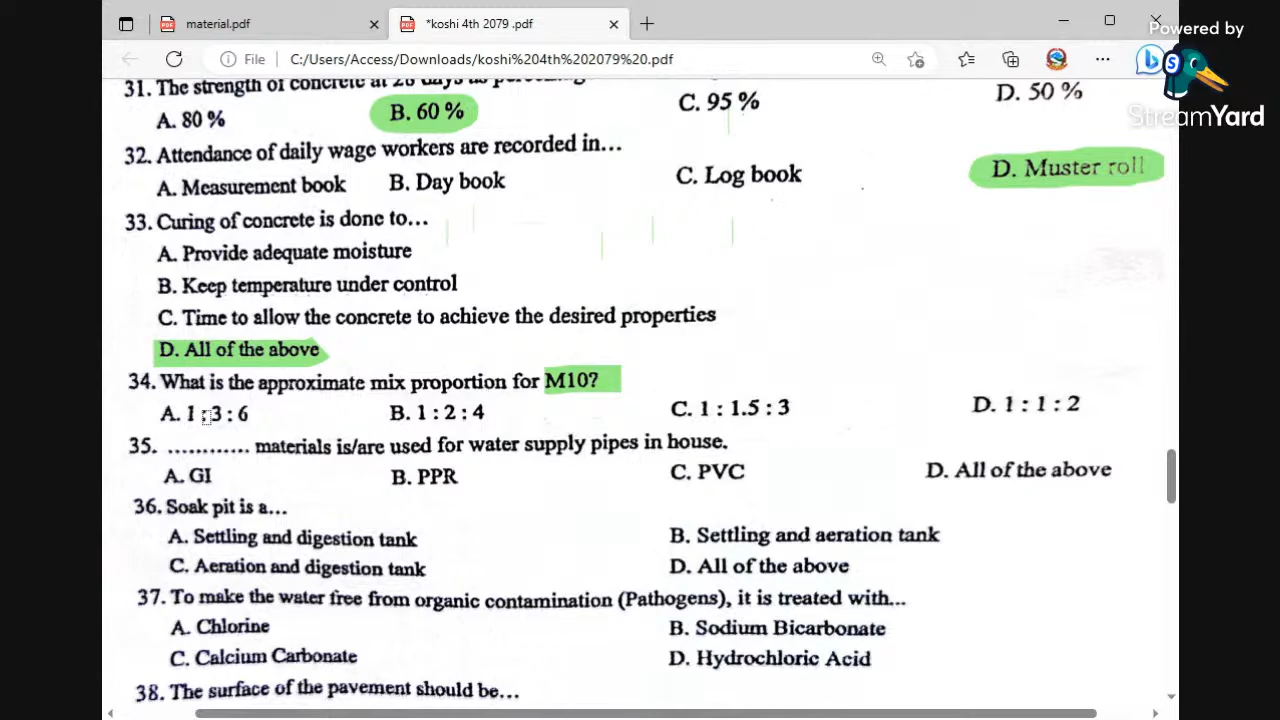 material.pdf
*koshi 4th 2079 .pdf
Powered by
StreamYard
File C:/Users/Access/Downloads/koshi%204th%202079%20.pdf
31. The strength of concrete at 28 days as
A. 80 % B. 60 % C. 95 % D. 50 %
32. Attendance of daily wage workers are recorded in...
A. Measurement book B. Day book C. Log book D. Muster roll
33. Curing of concrete is done to...
A. Provide adequate moisture
B. Keep temperature under control
C. Time to allow the concrete to achieve the desired properties
D. All of the above
34. What is the approximate mix proportion for M10?
A. 1 : 3 : 6 B. 1 : 2 : 4 C. 1 : 1.5 : 3 D. 1 : 1 : 2
35. ............ materials is/are used for water supply pipes in house.
A. GI B. PPR C. PVC D. All of the above
36. Soak pit is a...
A. Settling and digestion tank B. Settling and aeration tank
C. Aeration and digestion tank D. All of the above
37. To make the water free from organic contamination (Pathogens), it is treated with...
A. Chlorine B. Sodium Bicarbonate
C. Calcium Carbonate D. Hydrochloric Acid
38. The surface of the pavement should be...